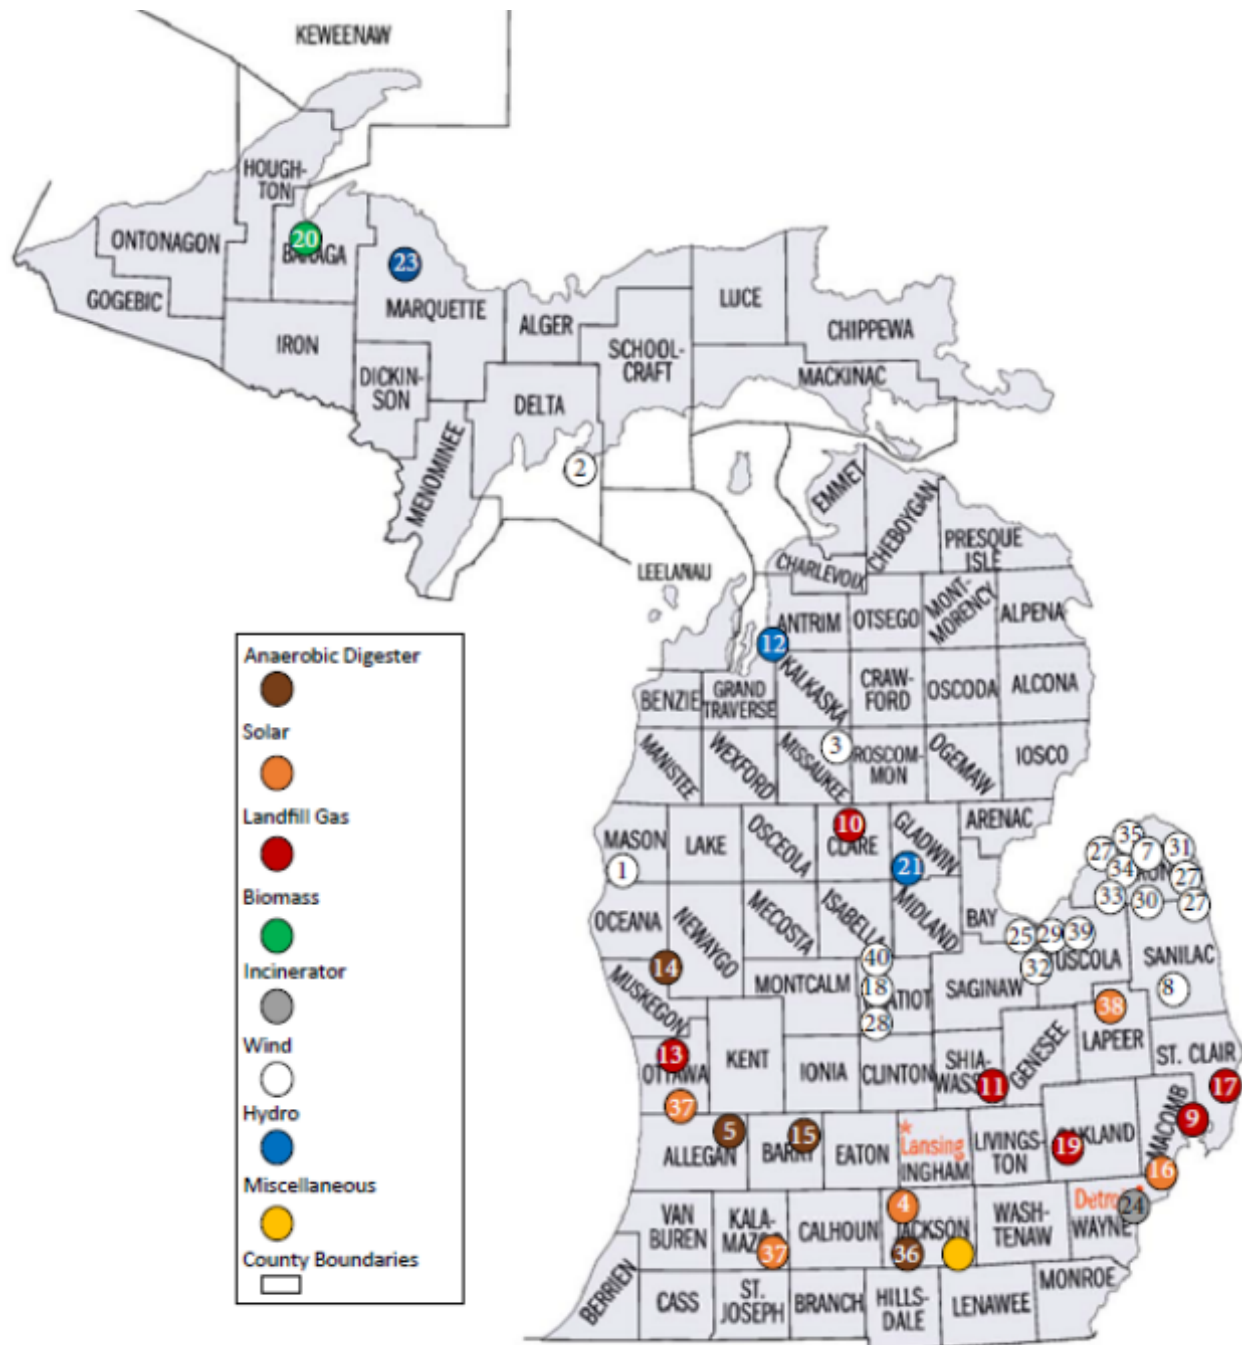 KEWEENAW
HOUGH-
TON
20
BARAGA
ONTONAGON
GOGEBIC
23
MARQUETTE
IRON
DICKIN-
SON
ALGER
LUCE
CHIPPEWA
SCHOOL-
CRAFT
MACKINAC
DELTA
2
MENOMINEE
EMMET
CHEBOYGAN
PRESQUE
ISLE
CHARLEVOIX
LEELANAU
ANTRIM
OTSEGO
MONT-
MORENCY
ALPENA
12
BENZIE
GRAND
TRAVERSE
KALKASKA
CRAW-
FORD
OSCODA
ALCONA
MANISTEE
WEXFORD
MISSAUKEE
3
ROSCOM-
MON
OGEMAW
IOSCO
MASON
1
LAKE
OSCEOLA
10
CLARE
GLADWIN
21
ARENAC
35
27
7
31
34
27
33
30
27
OCEANA
NEWAYGO
MECOSTA
ISABELLA
MIDLAND
BAY
25
29
39
32
USCOLA
SANILAC
8
14
MUSKEGON
MONTCALM
40
18
ATIOT
28
SAGINAW
38
LAPEER
13
OTTAWA
37
KENT
IONIA
CLINTON
SHIA-
WASS
11
GENESEE
ST. CLAIR
17
MACOMB
9
5
ALLEGAN
15
BARRY
EATON
*
Lansing
INGHAM
LIVINGS-
TON
19
OAKLAND
16
VAN
BUREN
KALA-
MAZOO
37
CALHOUN
4
JACKSON
36
WASH-
TENAW
Detroit
24
WAYNE
BERRIEN
CASS
ST.
JOSEPH
BRANCH
HILLS-
DALE
LENAWEE
MONROE
Anaerobic Digester
Solar
Landfill Gas
Biomass
Incinerator
Wind
Hydro
Miscellaneous
County Boundaries